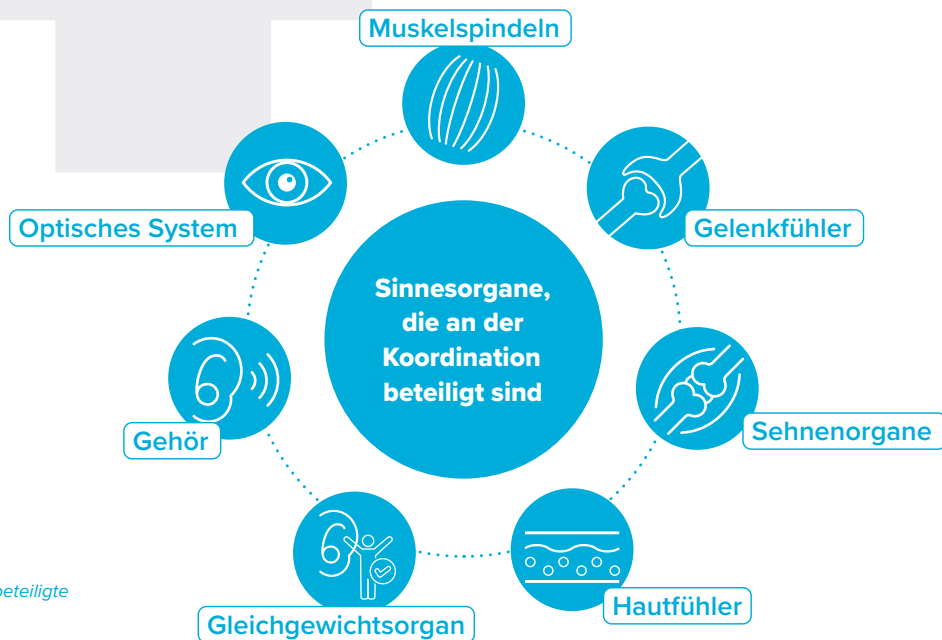 Muskelspindeln
Optisches System
Gelenkfühler
Sinnesorgane,
die an der
Koordination
beteiligt sind
Gehör
Sehnenorgane
Gleichgewichtsorgan
Hautfühler
beteiligte